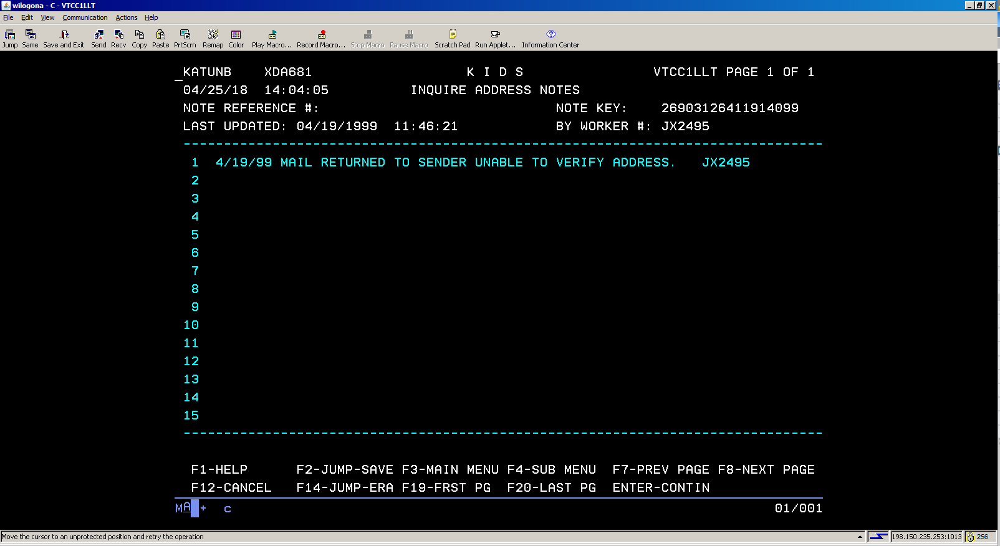 wilogona - C - VTCC1LLT
File Edit View Communication Actions Help
Jump Same Save and Exit Send Recv Copy Paste PrtScrn Remap Color Play Macro... Record Macro... Stop Macro Pause Macro Scratch Pad Run Applet... Information Center
KATUNB XDA681 K I D S VTCC1LLT PAGE 1 OF 1
04/25/18 14:04:05 INQUIRE ADDRESS NOTES
NOTE REFERENCE #: NOTE KEY: 26903126411914099
LAST UPDATED: 04/19/1999 11:46:21 BY WORKER #: JX2495
-------------------------------------------------------------------------------
1 4/19/99 MAIL RETURNED TO SENDER UNABLE TO VERIFY ADDRESS. JX2495
2
3
4
5
6
7
8
9
10
11
12
13
14
15
-------------------------------------------------------------------------------
F1-HELP F2-JUMP-SAVE F3-MAIN MENU F4-SUB MENU F7-PREV PAGE F8-NEXT PAGE
F12-CANCEL F14-JUMP-ERA F19-FRST PG F20-LAST PG ENTER-CONTIN
MA + c 01/001
Move the cursor to an unprotected position and retry the operation 198.150.235.253:1013 256